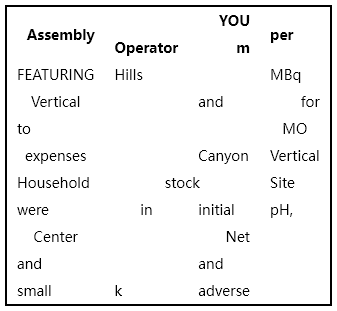 Assembly Operator YOU m per
FEATURING Hills MBq
Vertical and for
to MO
expenses Canyon Vertical
Household stock Site
were in initial pH,
Center Net
and and
small k adverse